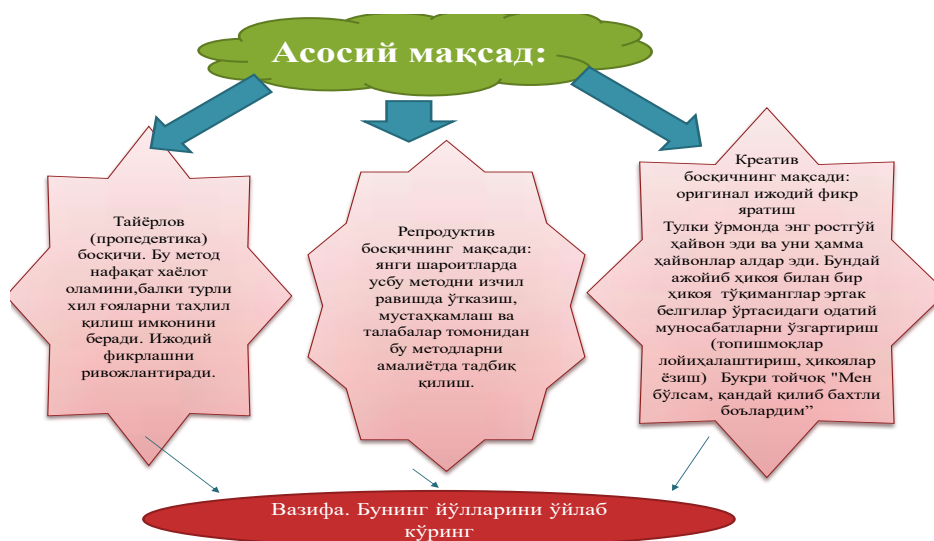 Асосий мақсад:
Тайёрлов
(пропедевтика)
босқичи. Бу метод
нафақат хаёлот
оламини,балки турли
хил ғояларни таҳлил
қилиш имконини
беради. Ижодий
фикрлашни
ривожлантиради.
Репродуктив
босқичнинг мақсади:
янги шароитларда
усбу методни изчил
равишда ўтказиш,
мустаҳкамлаш ва
талабалар томонидан
бу методларни
амалиётда тадбиқ
қилиш.
Креатив
босқичнинг мақсади:
оригинал ижодий фикр
яратиш
Тулки ўрмонда энг ростгўй
ҳайвон эди ва уни ҳамма
ҳайвонлар алдар эди. Бундай
ажойиб ҳикоя билан бир
ҳикоя тўқиманглар эртак
белгилар ўртасидаги одатий
муносабатларни ўзгартириш
(топишмоқлар
лойиҳалаштириш, ҳикоялар
ёзиш) Букри тойчоқ "Мен
бўлсам, қандай қилиб бахтли
боълардим”
Вазифа. Бунинг йўлларини ўйлаб
кўринг